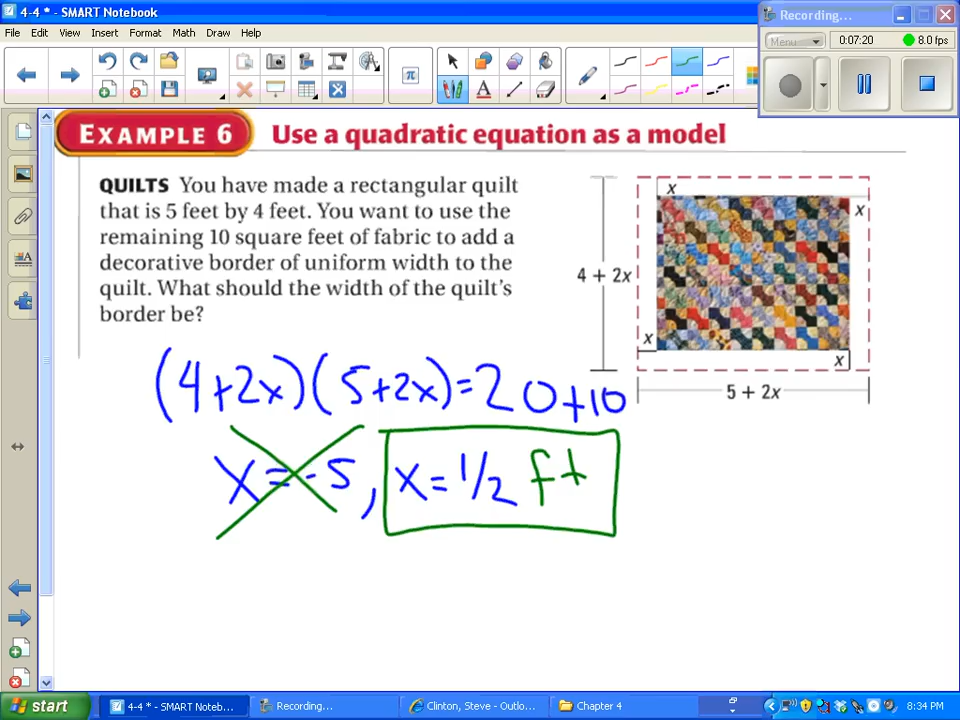 4-4 * - SMART Notebook
Recording...
File Edit View Insert Format Math Draw Help
Menu
00:07:20
8.0 fps
π
A
EXAMPLE 6 Use a quadratic equation as a model
QUILTS You have made a rectangular quilt
that is 5 feet by 4 feet. You want to use the
remaining 10 square feet of fabric to add a
decorative border of uniform width to the
quilt. What should the width of the quilt's
border be?
x
x
4 + 2x
x
x
5 + 2x
(4+2x)(5+2x)=20+10
x=-5, x=1/2 ft
start
4-4 * - SMART Noteb...
Recording...
Clinton, Steve - Outlo...
Chapter 4
8:34 PM